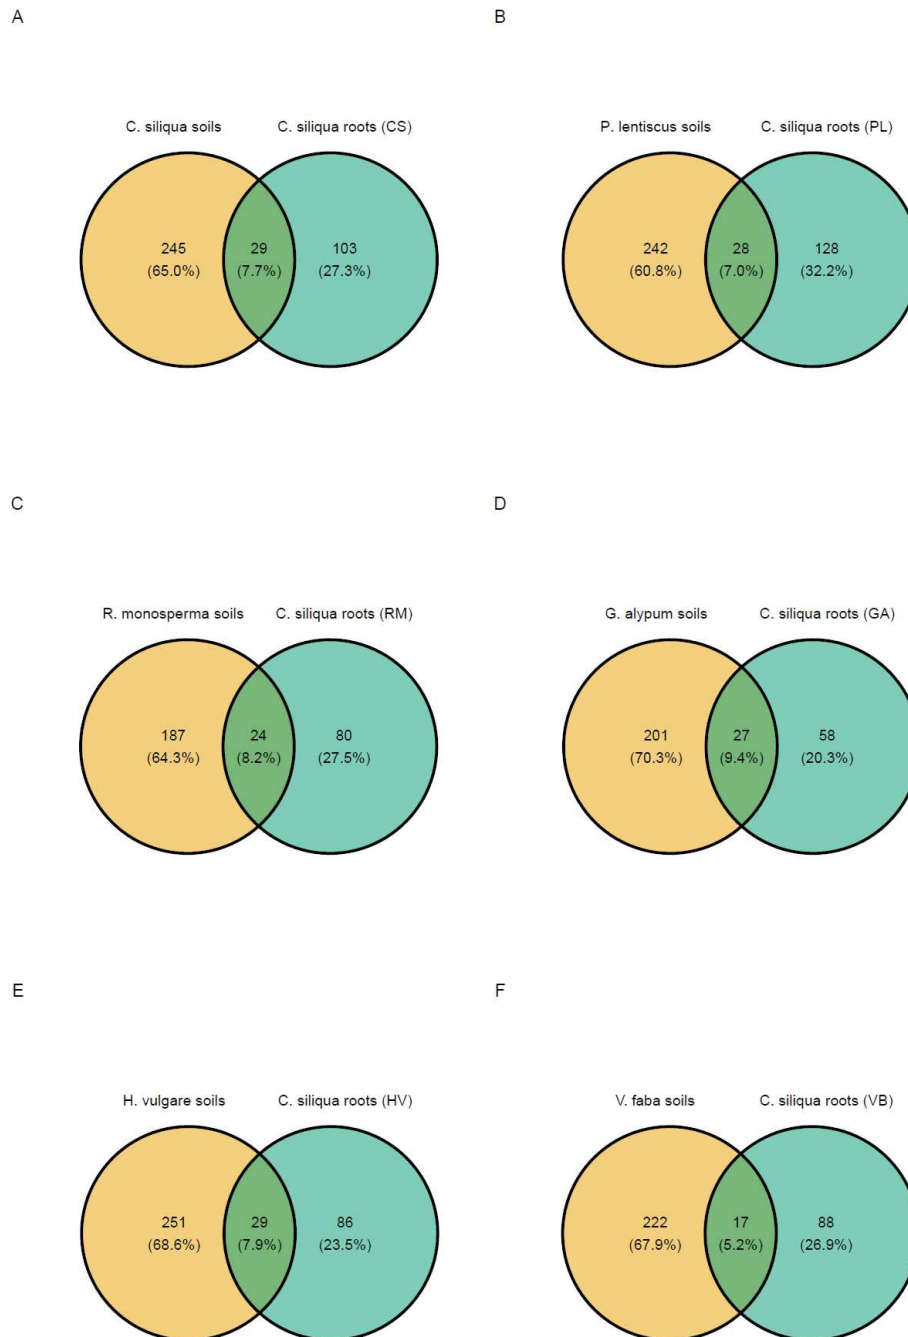 A
B
C. siliqua soils
C. siliqua roots (CS)
P. lentiscus soils
C. siliqua roots (PL)
245
(65.0%)
29
(7.7%)
103
(27.3%)
242
(60.8%)
28
(7.0%)
128
(32.2%)
C
D
R. monosperma soils
C. siliqua roots (RM)
G. alypum soils
C. siliqua roots (GA)
187
(64.3%)
24
(8.2%)
80
(27.5%)
201
(70.3%)
27
(9.4%)
58
(20.3%)
E
F
H. vulgare soils
C. siliqua roots (HV)
V. faba soils
C. siliqua roots (VB)
251
(68.6%)
29
(7.9%)
86
(23.5%)
222
(67.9%)
17
(5.2%)
88
(26.9%)